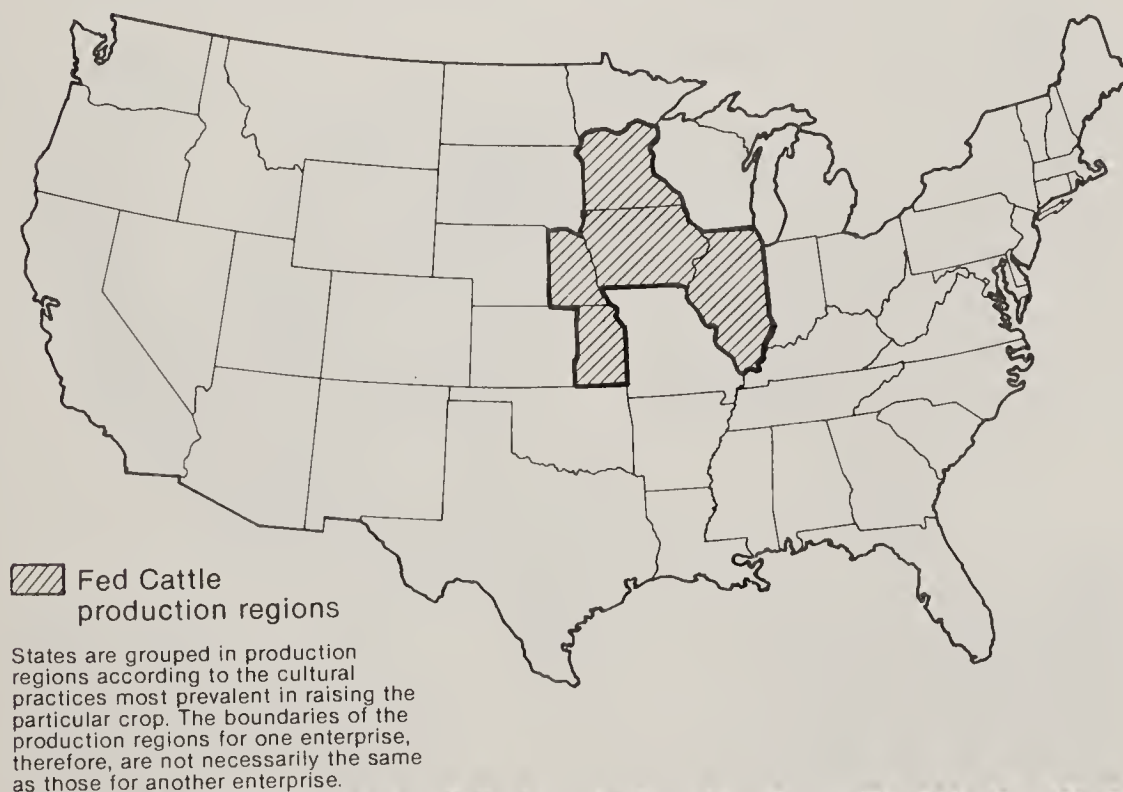 Fed Cattle
production regions
States are grouped in production
regions according to the cultural
practices most prevalent in raising the
particular crop. The boundaries of the
production regions for one enterprise,
therefore, are not necessarily the same
as those for another enterprise.